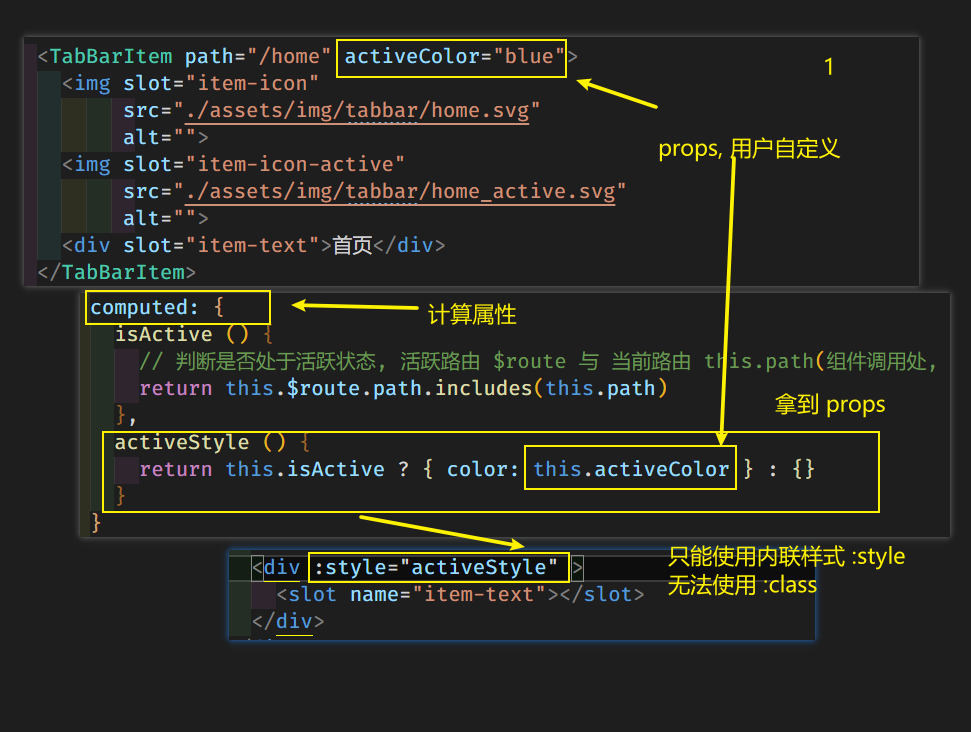 <TabBarItem path="/home" activeColor="blue">
1
<img slot="item-icon"
src="./assets/img/tabbar/home.svg"
alt="">
props, 用户自定义
<img slot="item-icon-active"
src="./assets/img/tabbar/home_active.svg"
alt="">
<div slot="item-text">首页</div>
</TabBarItem>
computed: {
计算属性
isActive () {
// 判断是否处于活跃状态, 活跃路由 $route 与 当前路由 this.path(组件调用处,
return this.$route.path.includes(this.path)
},
拿到 props
activeStyle () {
return this.isActive ? { color: this.activeColor } : {}
}
}
<div :style="activeStyle" >
只能使用内联样式 :style
无法使用 :class
<slot name="item-text"></slot>
</div>